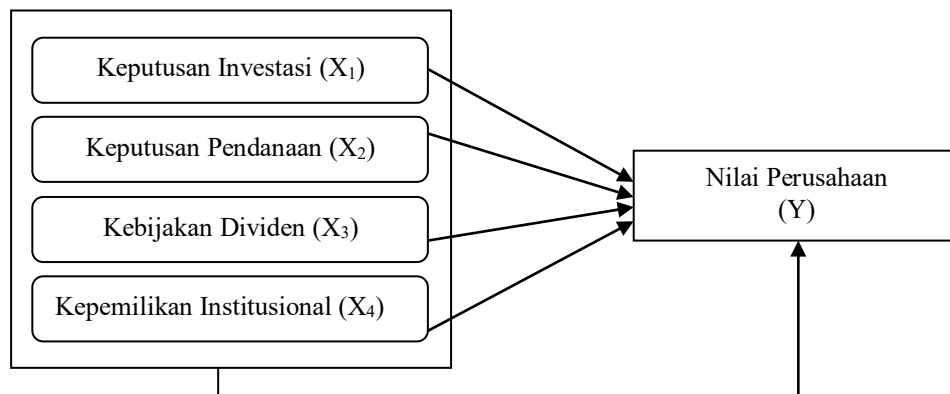 Keputusan Investasi (X₁)
Keputusan Pendanaan (X₂)
Kebijakan Dividen (X₃)
Kepemilikan Institusional (X₄)
Nilai Perusahaan
(Y)